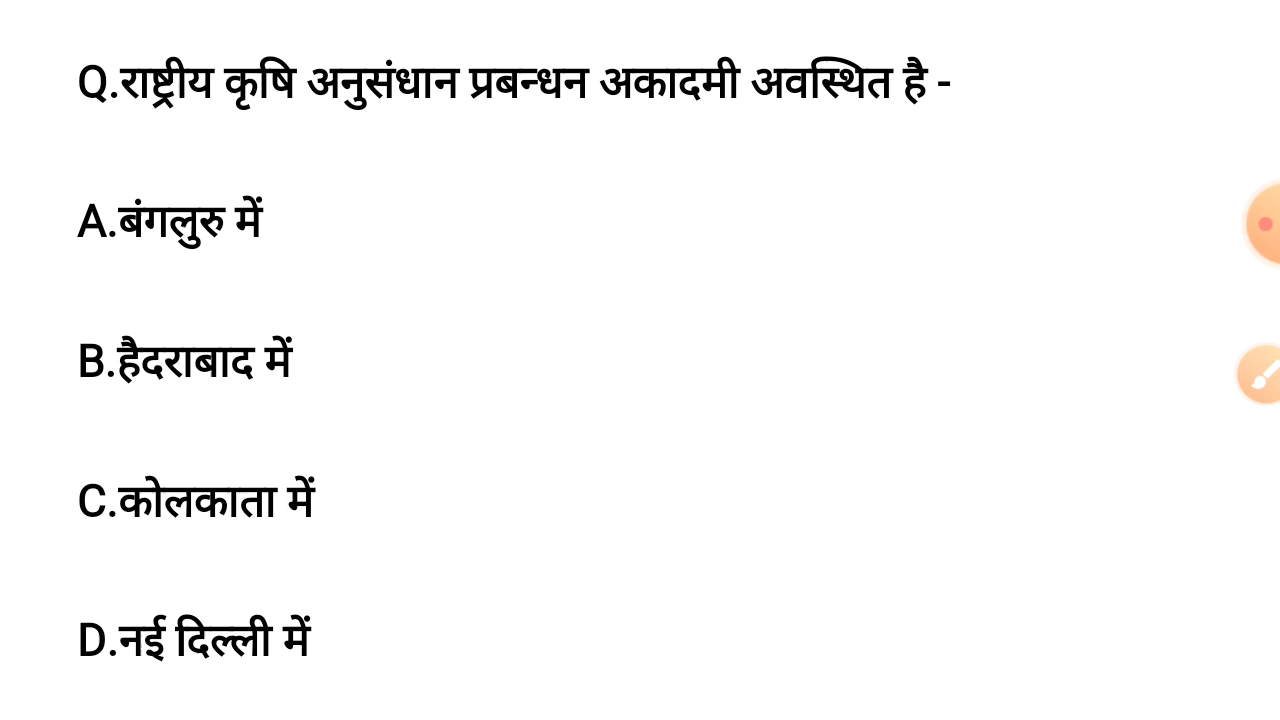 Q.राष्ट्रीय कृषि अनुसंधान प्रबन्धन अकादमी अवस्थित है -
A.बंगलुरु में
B.हैदराबाद में
C.कोलकाता में
D.नई दिल्ली में